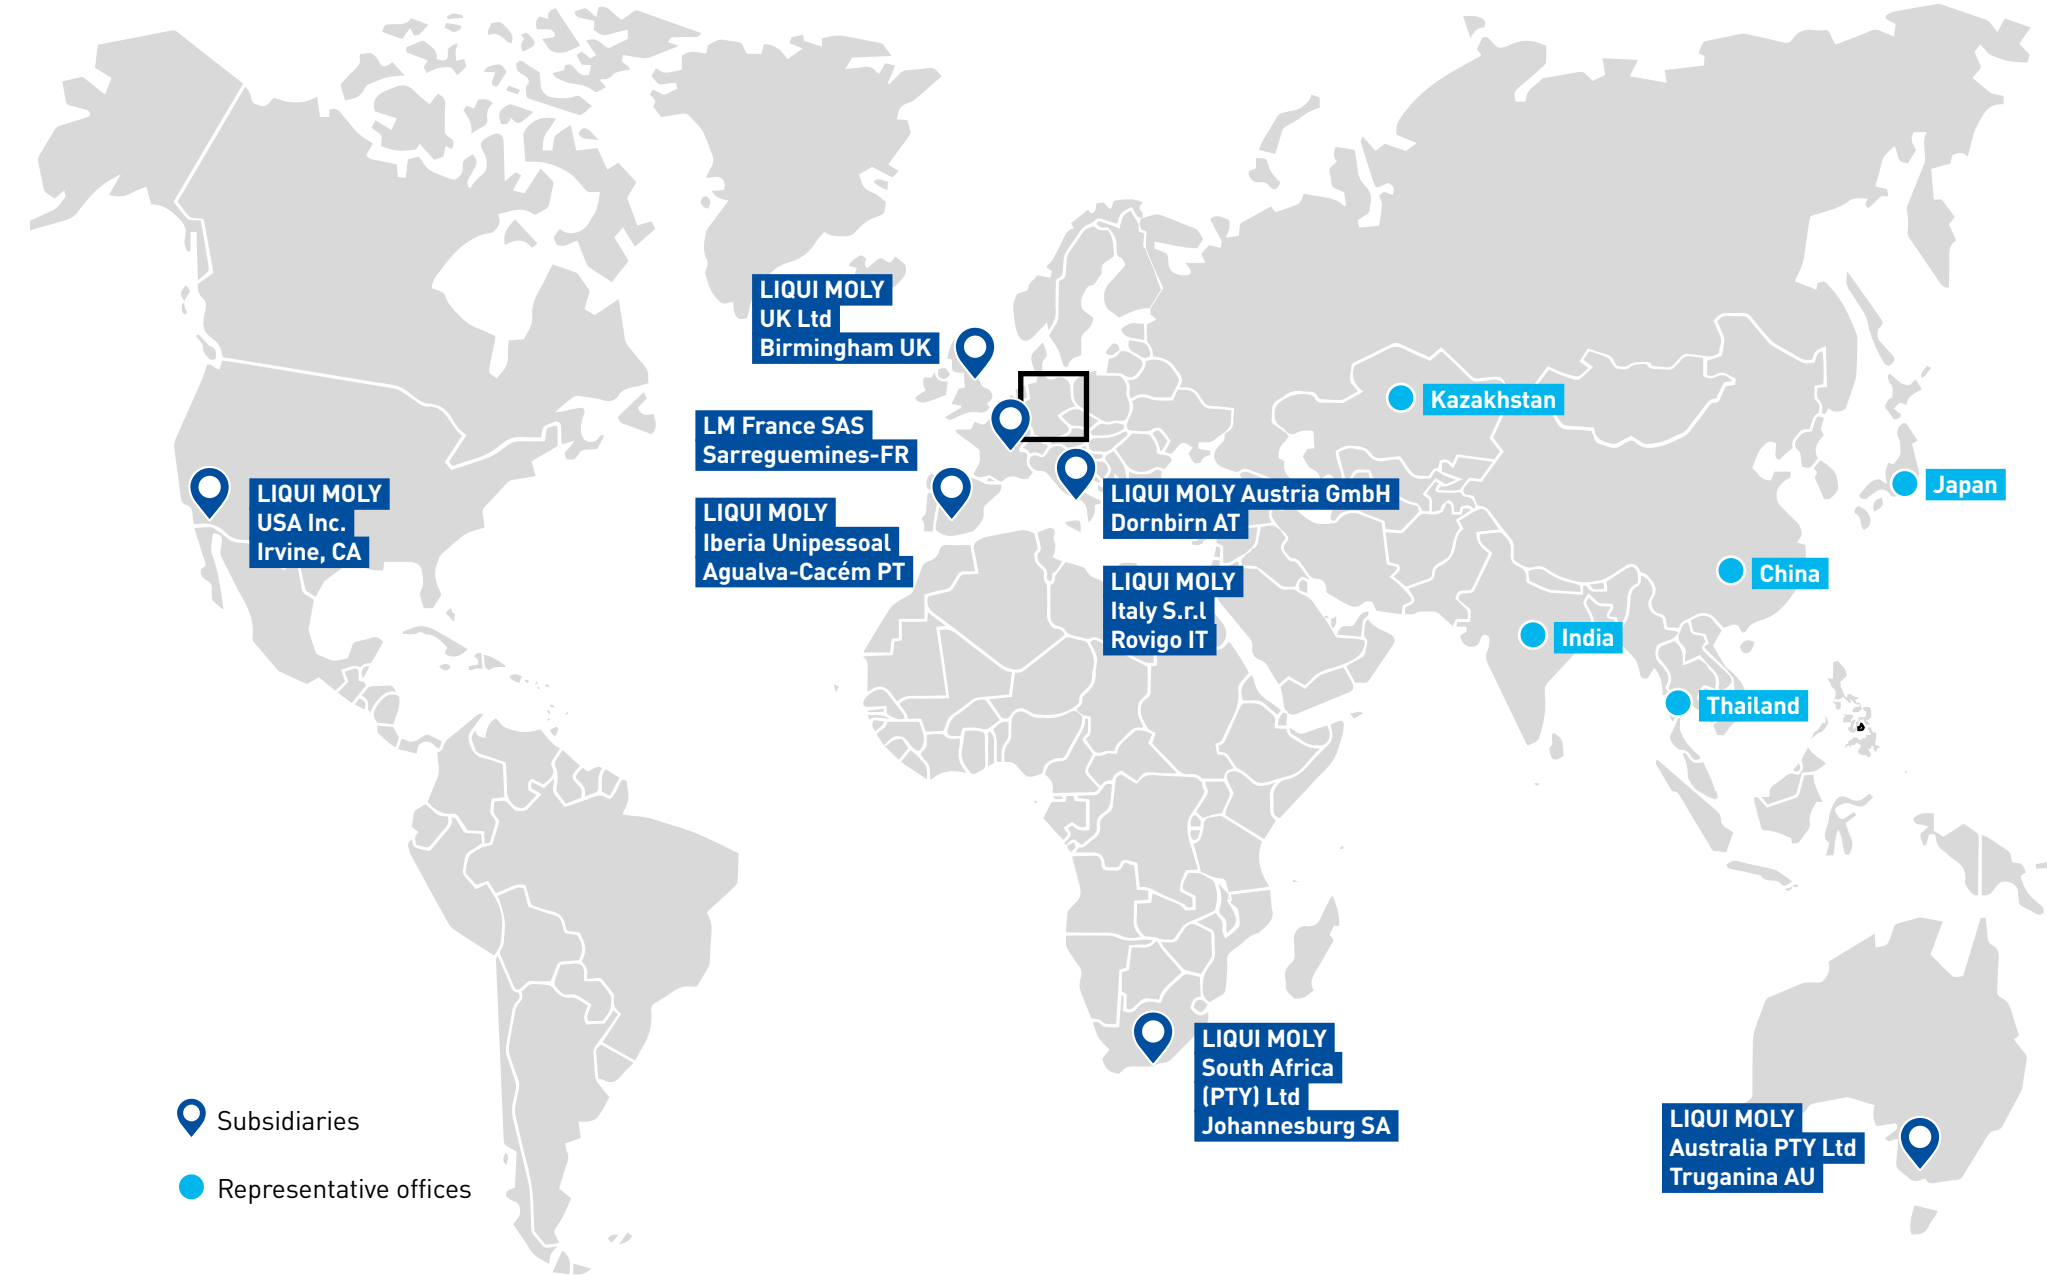 LIQUI MOLY
UK Ltd
Birmingham UK
LM France SAS
Sarreguemines-FR
LIQUI MOLY
USA Inc.
Irvine, CA
LIQUI MOLY
Iberia Unipessoal
Agualva-Cacém PT
LIQUI MOLY Austria GmbH
Dornbirn AT
LIQUI MOLY
Italy S.r.l
Rovigo IT
Kazakhstan
Japan
China
India
Thailand
LIQUI MOLY
South Africa
(PTY) Ltd
Johannesburg SA
LIQUI MOLY
Australia PTY Ltd
Truganina AU
Subsidiaries
Representative offices